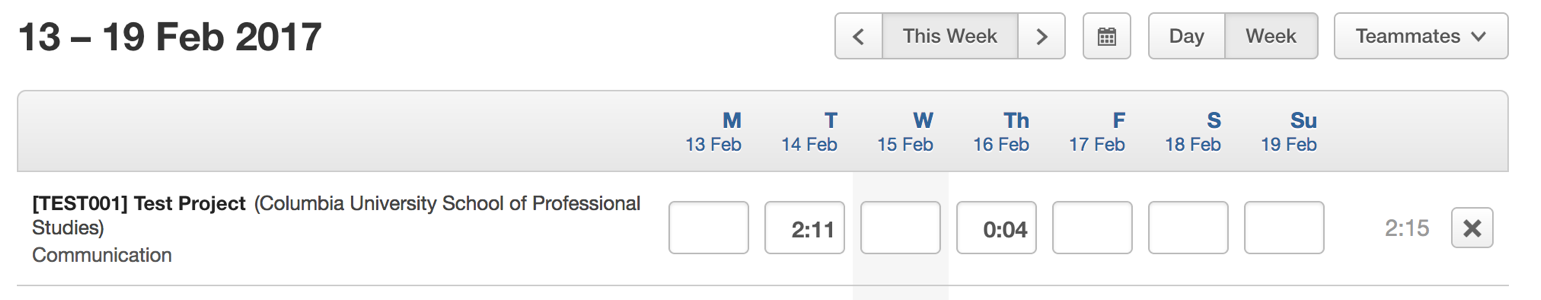 13 – 19 Feb 2017
This Week
Day
Week
Teammates
M T W Th F S Su
13 Feb 14 Feb 15 Feb 16 Feb 17 Feb 18 Feb 19 Feb
[TEST001] Test Project (Columbia University School of Professional
Studies)
Communication
2:11 0:04 2:15